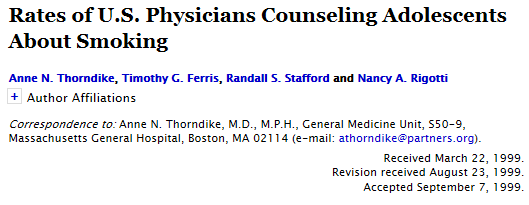 Rates of U.S. Physicians Counseling Adolescents
About Smoking
Anne N. Thorndike, Timothy G. Ferris, Randall S. Stafford and Nancy A. Rigotti
+ Author Affiliations
Correspondence to: Anne N. Thorndike, M.D., M.P.H., General Medicine Unit, S50-9,
Massachusetts General Hospital, Boston, MA 02114 (e-mail: athorndike@partners.org).
Received March 22, 1999.
Revision received August 23, 1999.
Accepted September 7, 1999.